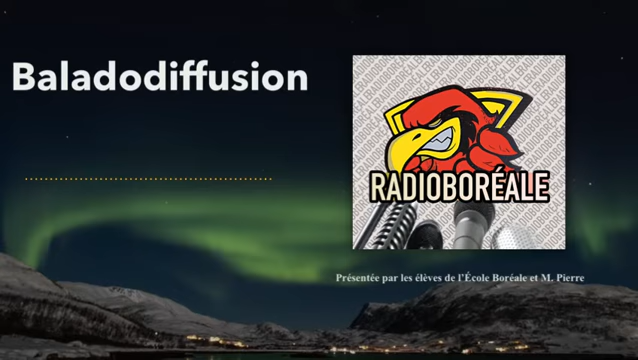 Baladodiffusion
RADIOBORÉALE
Présentée par les élèves de l'École Boréale et M. Pierre